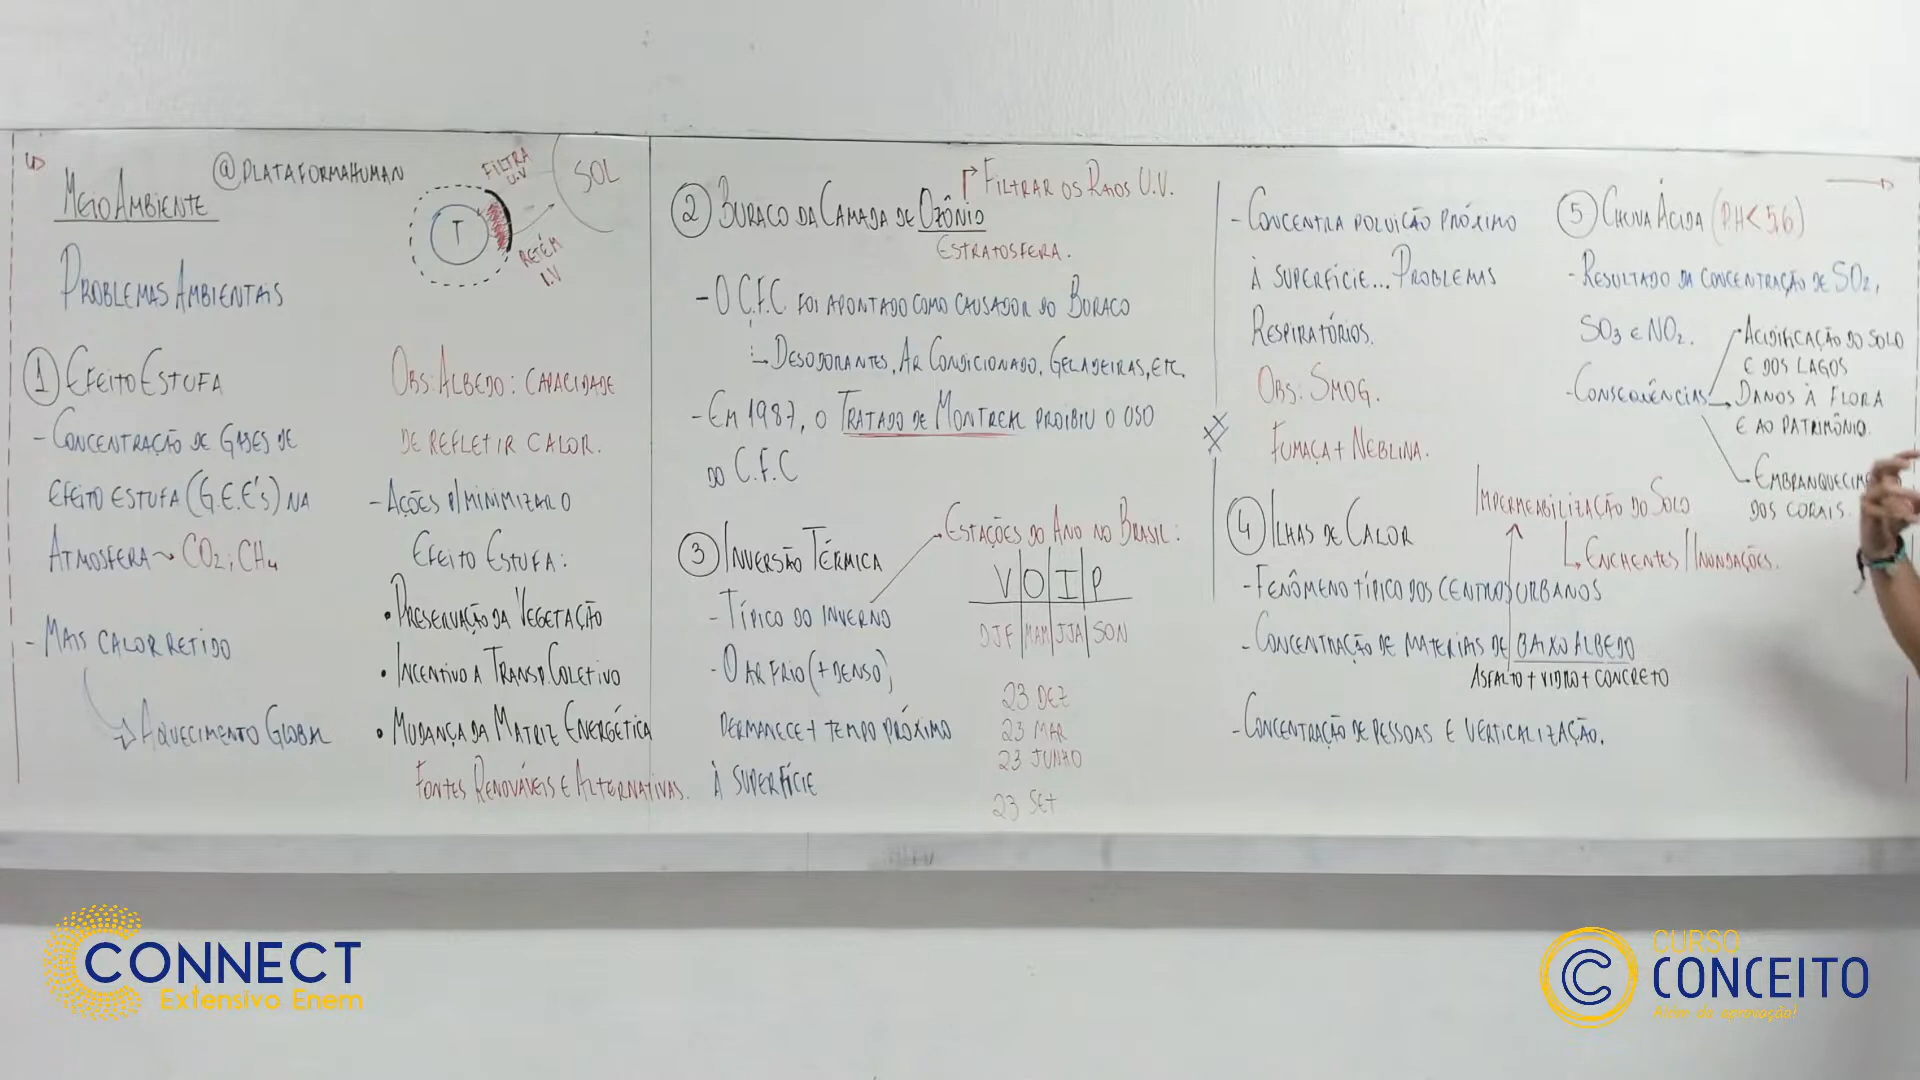 @PLATAFORMAHUMAN
MEIO AMBIENTE
PROBLEMAS AMBIENTAIS
FILTRA
U.V
SOL
T
RETÉM
I.V
① EFEITO ESTUFA
- CONCENTRAÇÃO DE GASES DE
EFEITO ESTUFA (G.E.E'S) NA
ATMOSFERA → CO2, CH4
- MAIS CALOR RETIDO
AQUECIMENTO GLOBAL
OBS: ALBEDO: CAPACIDADE
DE REFLETIR CALOR.
- AÇÕES P/ MINIMIZAR O
EFEITO ESTUFA:
• PRESERVAÇÃO DA VEGETAÇÃO
• INCENTIVO A TRANSP. COLETIVO
• MUDANÇA DA MATRIZ ENERGÉTICA
FONTES RENOVÁVEIS E ALTERNATIVAS.
FILTRAR OS RAIOS U.V.
② BURACO DA CAMADA DE OZÔNIO
ESTRATOSFERA.
- O C.F.C FOI APONTADO COMO CAUSADOR DO BURACO
DESODORANTES, AR CONDICIONADO, GELADEIRAS, ETC.
- EM 1987, O TRATADO DE MONTREAL PROIBIU O USO
DO C.F.C
③ INVERSÃO TÉRMICA
- TÍPICO DO INVERNO
- O AR FRIO (+ DENSO)
PERMANECE + TEMPO PRÓXIMO
À SUPERFÍCIE
ESTAÇÕES DO ANO NO BRASIL:
V | O | I | P
DJF | MAM | JJA | SON
23 DEZ
23 MAR
23 JUNHO
23 SET
- CONCENTRA POLUIÇÃO PRÓXIMO
À SUPERFÍCIE... PROBLEMAS
RESPIRATÓRIOS.
OBS: SMOG.
FUMAÇA + NEBLINA.
④ ILHAS DE CALOR
IMPERMEABILIZAÇÃO DO SOLO
ENCHENTES / INUNDAÇÕES.
- FENÔMENO TÍPICO DOS CENTROS URBANOS
- CONCENTRAÇÃO DE MATERIAIS DE BAIXO ALBEDO
ASFALTO + VIDRO + CONCRETO
- CONCENTRAÇÃO DE PESSOAS E VERTICALIZAÇÃO.
⑤ CHUVA ÁCIDA (PH < 5,6)
- RESULTADO DA CONCENTRAÇÃO DE SO2,
SO3 E NO2.
- CONSEQUÊNCIAS
ACIDIFICAÇÃO DO SOLO
E DOS LAGOS
DANOS À FLORA
E AO PATRIMÔNIO.
EMBRANQUECIM
DOS CORAIS.
CONNECT
Extensivo Enem
CURSO
CONCEITO
Além da aprovação!